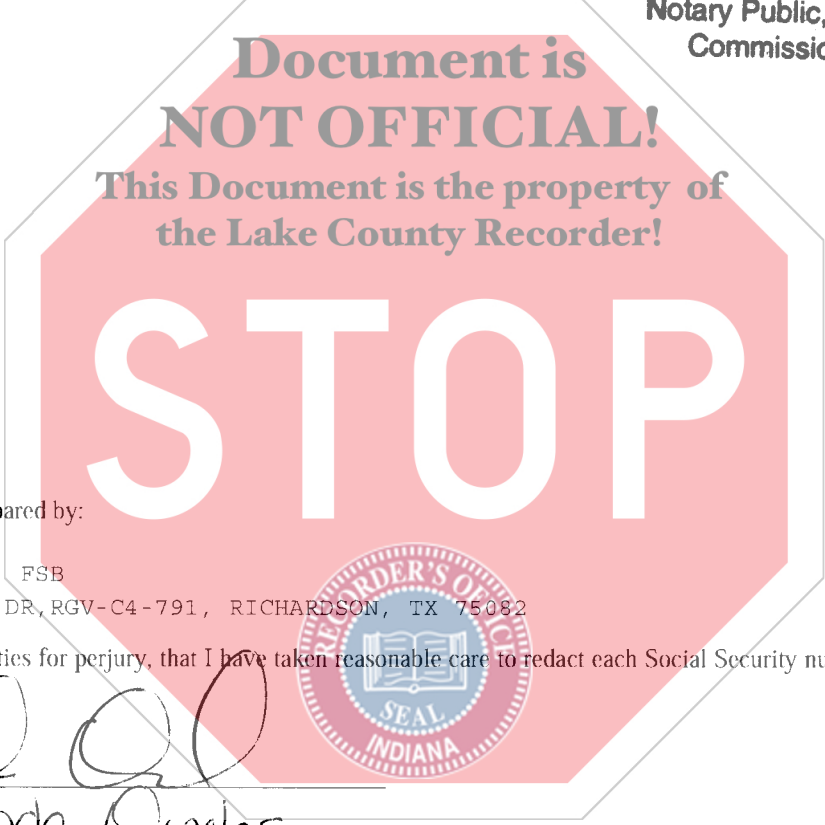 Notary Public,
Commissio
Document is
NOT OFFICIAL!
This Document is the property of
the Lake County Recorder!
STOP
pared by:
FSB
DR,RGV-C4-791, RICHARDSON, TX 75082
RECORDER'S OFFICE
ties for perjury, that I have taken reasonable care to redact each Social Security nu
SEAL
INDIANA